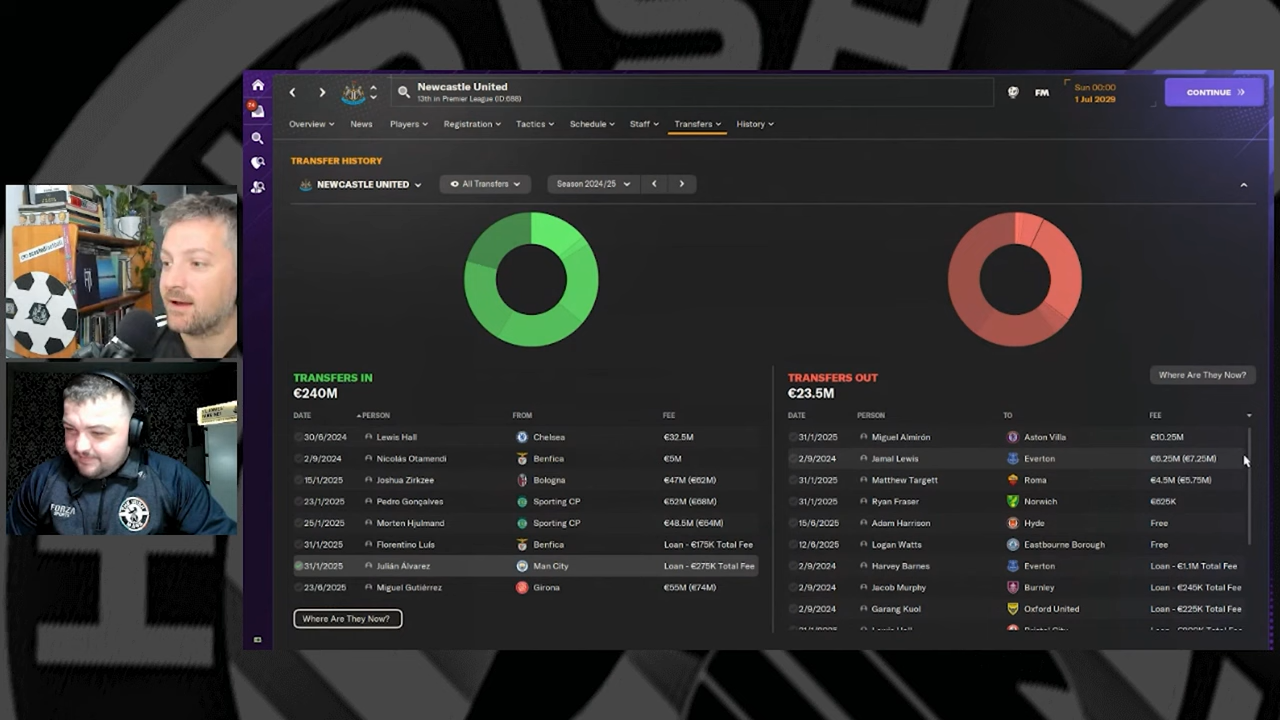 Newcastle United
13th in Premier League (ID:688)
FM
Sun 00:00
1 Jul 2029
CONTINUE
Overview
News
Players
Registration
Tactics
Schedule
Staff
Transfers
History
TRANSFER HISTORY
NEWCASTLE UNITED
All Transfers
Season 2024/25
TRANSFERS IN
€240M
DATE PERSON FROM FEE
30/6/2024 Lewis Hall Chelsea €32.5M
2/9/2024 Nicolás Otamendi Benfica €5M
15/1/2025 Joshua Zirkzee Bologna €47M (€62M)
23/1/2025 Pedro Gonçalves Sporting CP €52M (€68M)
25/1/2025 Morten Hjulmand Sporting CP €48.5M (€64M)
31/1/2025 Florentino Luís Benfica Loan - €175K Total Fee
31/1/2025 Julián Álvarez Man City Loan - €275K Total Fee
23/6/2025 Miguel Gutiérrez Girona €55M (€74M)
Where Are They Now?
TRANSFERS OUT
€23.5M
Where Are They Now?
DATE PERSON TO FEE
31/1/2025 Miguel Almirón Aston Villa €10.25M
2/9/2024 Jamal Lewis Everton €6.25M (€7.25M)
31/1/2025 Matthew Targett Roma €4.5M (€5.75M)
31/1/2025 Ryan Fraser Norwich €625K
15/6/2025 Adam Harrison Hyde Free
12/6/2025 Logan Watts Eastbourne Borough Free
2/9/2024 Harvey Barnes Everton Loan - €1.1M Total Fee
2/9/2024 Jacob Murphy Burnley Loan - €245K Total Fee
2/9/2024 Garang Kuol Oxford United Loan - €225K Total Fee
FORZA